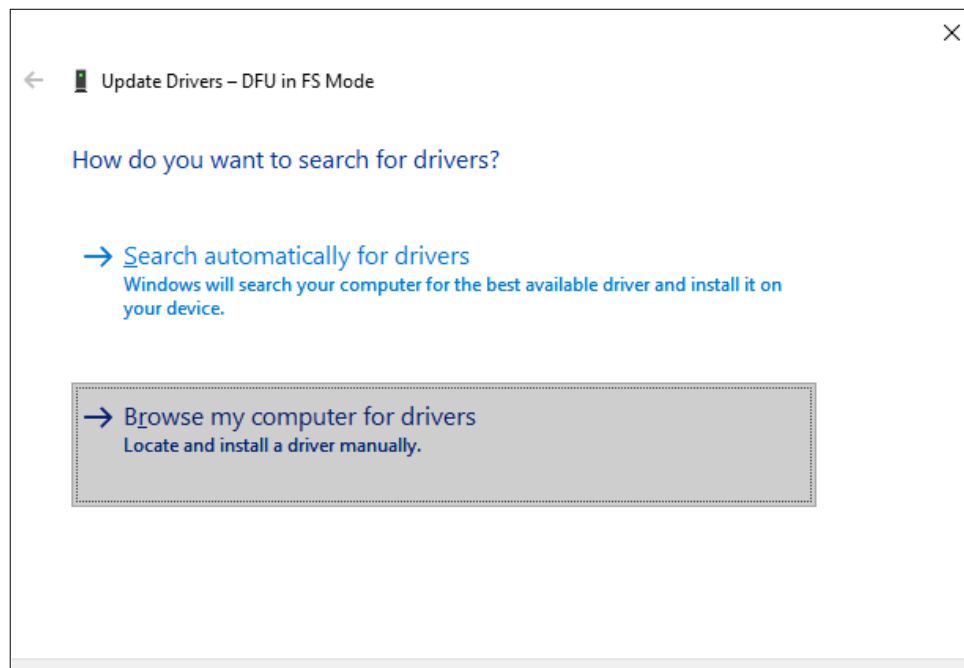 Update Drivers – DFU in FS Mode
How do you want to search for drivers?
Search automatically for drivers
Windows will search your computer for the best available driver and install it on
your device.
Browse my computer for drivers
Locate and install a driver manually.